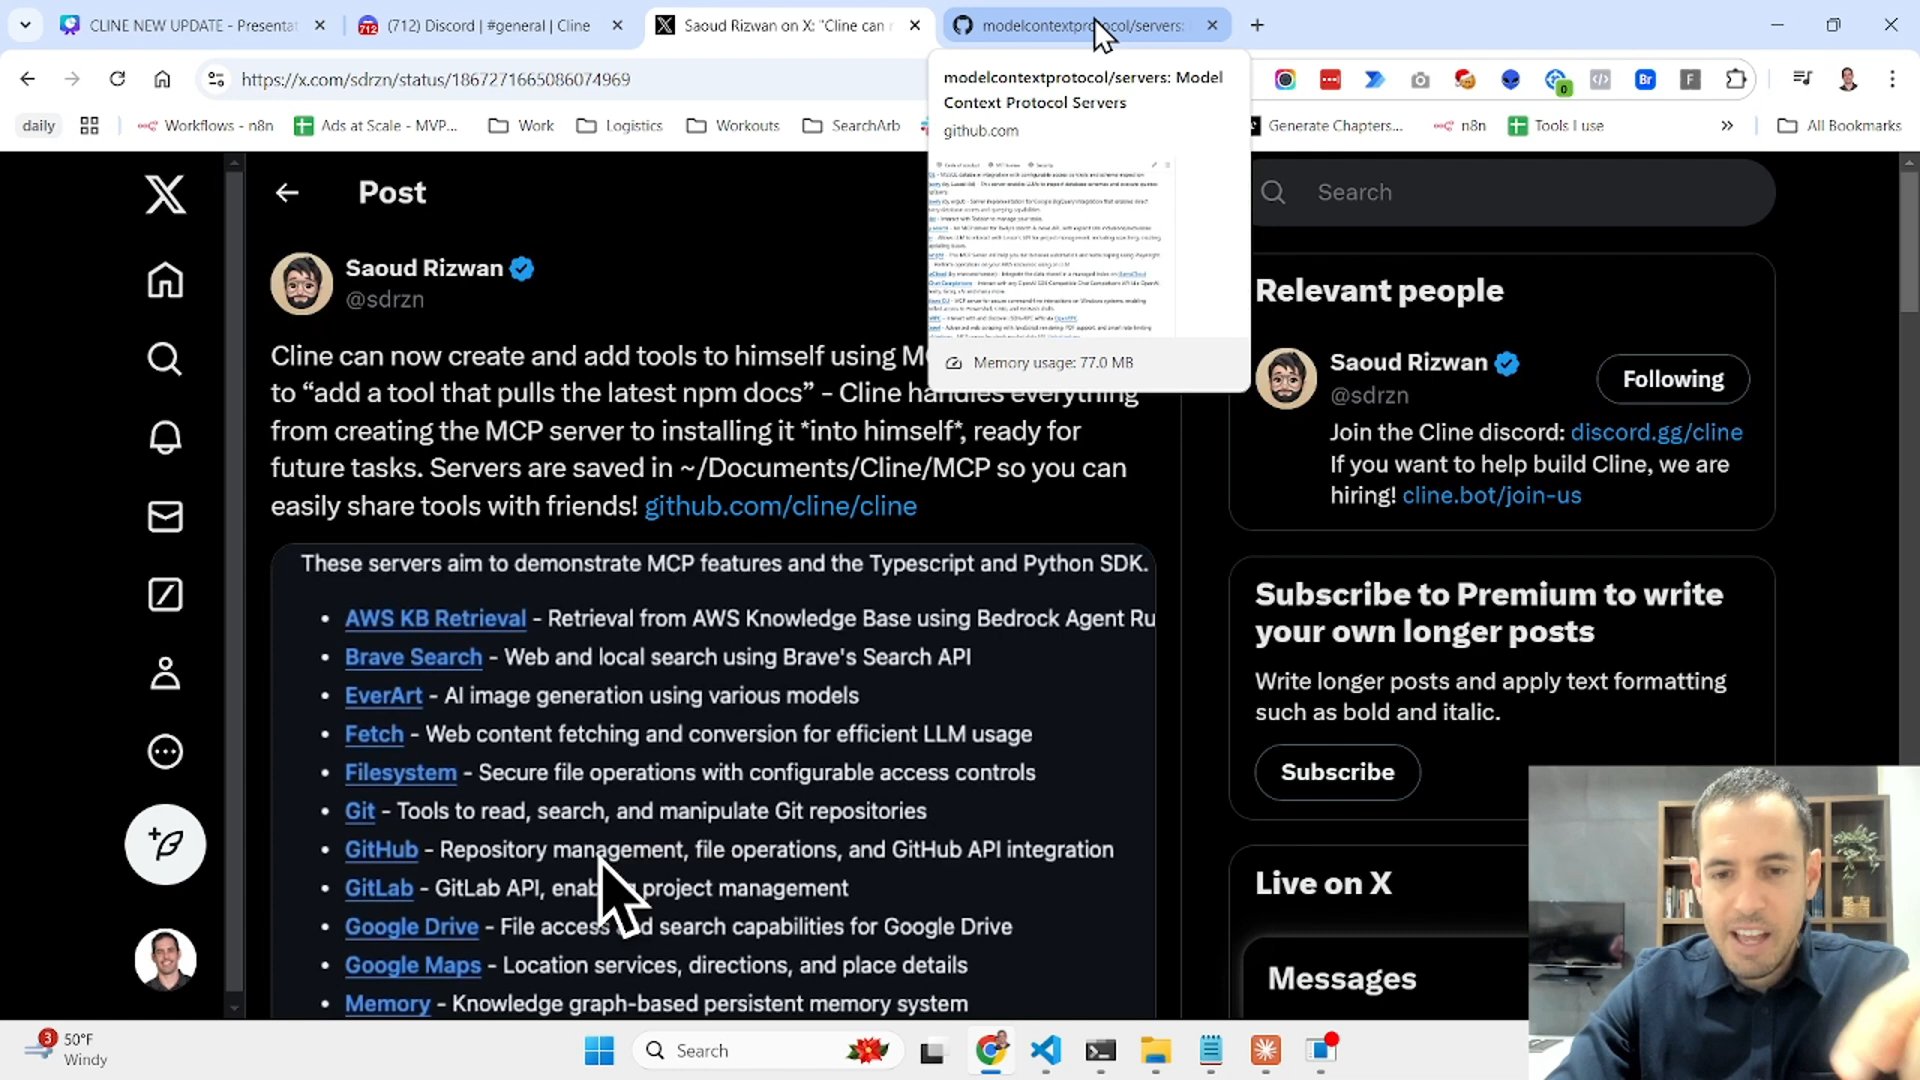 CLINE NEW UPDATE - Presentat
(712) Discord | #general | Cline
Saoud Rizwan on X: "Cline can r
modelcontextprotocol/servers:
https://x.com/sdrzn/status/1867271665086074969
daily
Workflows - n8n
Ads at Scale - MVP...
Work
Logistics
Workouts
SearchArb
Generate Chapters...
n8n
Tools I use
All Bookmarks
modelcontextprotocol/servers: Model
Context Protocol Servers
github.com
Memory usage: 77.0 MB
Post
Search
Saoud Rizwan
@sdrzn
Cline can now create and add tools to himself using M
to “add a tool that pulls the latest npm docs” – Cline handles everything
from creating the MCP server to installing it *into himself*, ready for
future tasks. Servers are saved in ~/Documents/Cline/MCP so you can
easily share tools with friends! github.com/cline/cline
These servers aim to demonstrate MCP features and the Typescript and Python SDK.
• AWS KB Retrieval - Retrieval from AWS Knowledge Base using Bedrock Agent Ru
• Brave Search - Web and local search using Brave's Search API
• EverArt - AI image generation using various models
• Fetch - Web content fetching and conversion for efficient LLM usage
• Filesystem - Secure file operations with configurable access controls
• Git - Tools to read, search, and manipulate Git repositories
• GitHub - Repository management, file operations, and GitHub API integration
• GitLab - GitLab API, enab project management
• Google Drive - File access and search capabilities for Google Drive
• Google Maps - Location services, directions, and place details
• Memory - Knowledge graph-based persistent memory system
Relevant people
Saoud Rizwan
@sdrzn
Following
Join the Cline discord: discord.gg/cline
If you want to help build Cline, we are
hiring! cline.bot/join-us
Subscribe to Premium to write
your own longer posts
Write longer posts and apply text formatting
such as bold and italic.
Subscribe
Live on X
Messages
3
50°F
Windy
Search